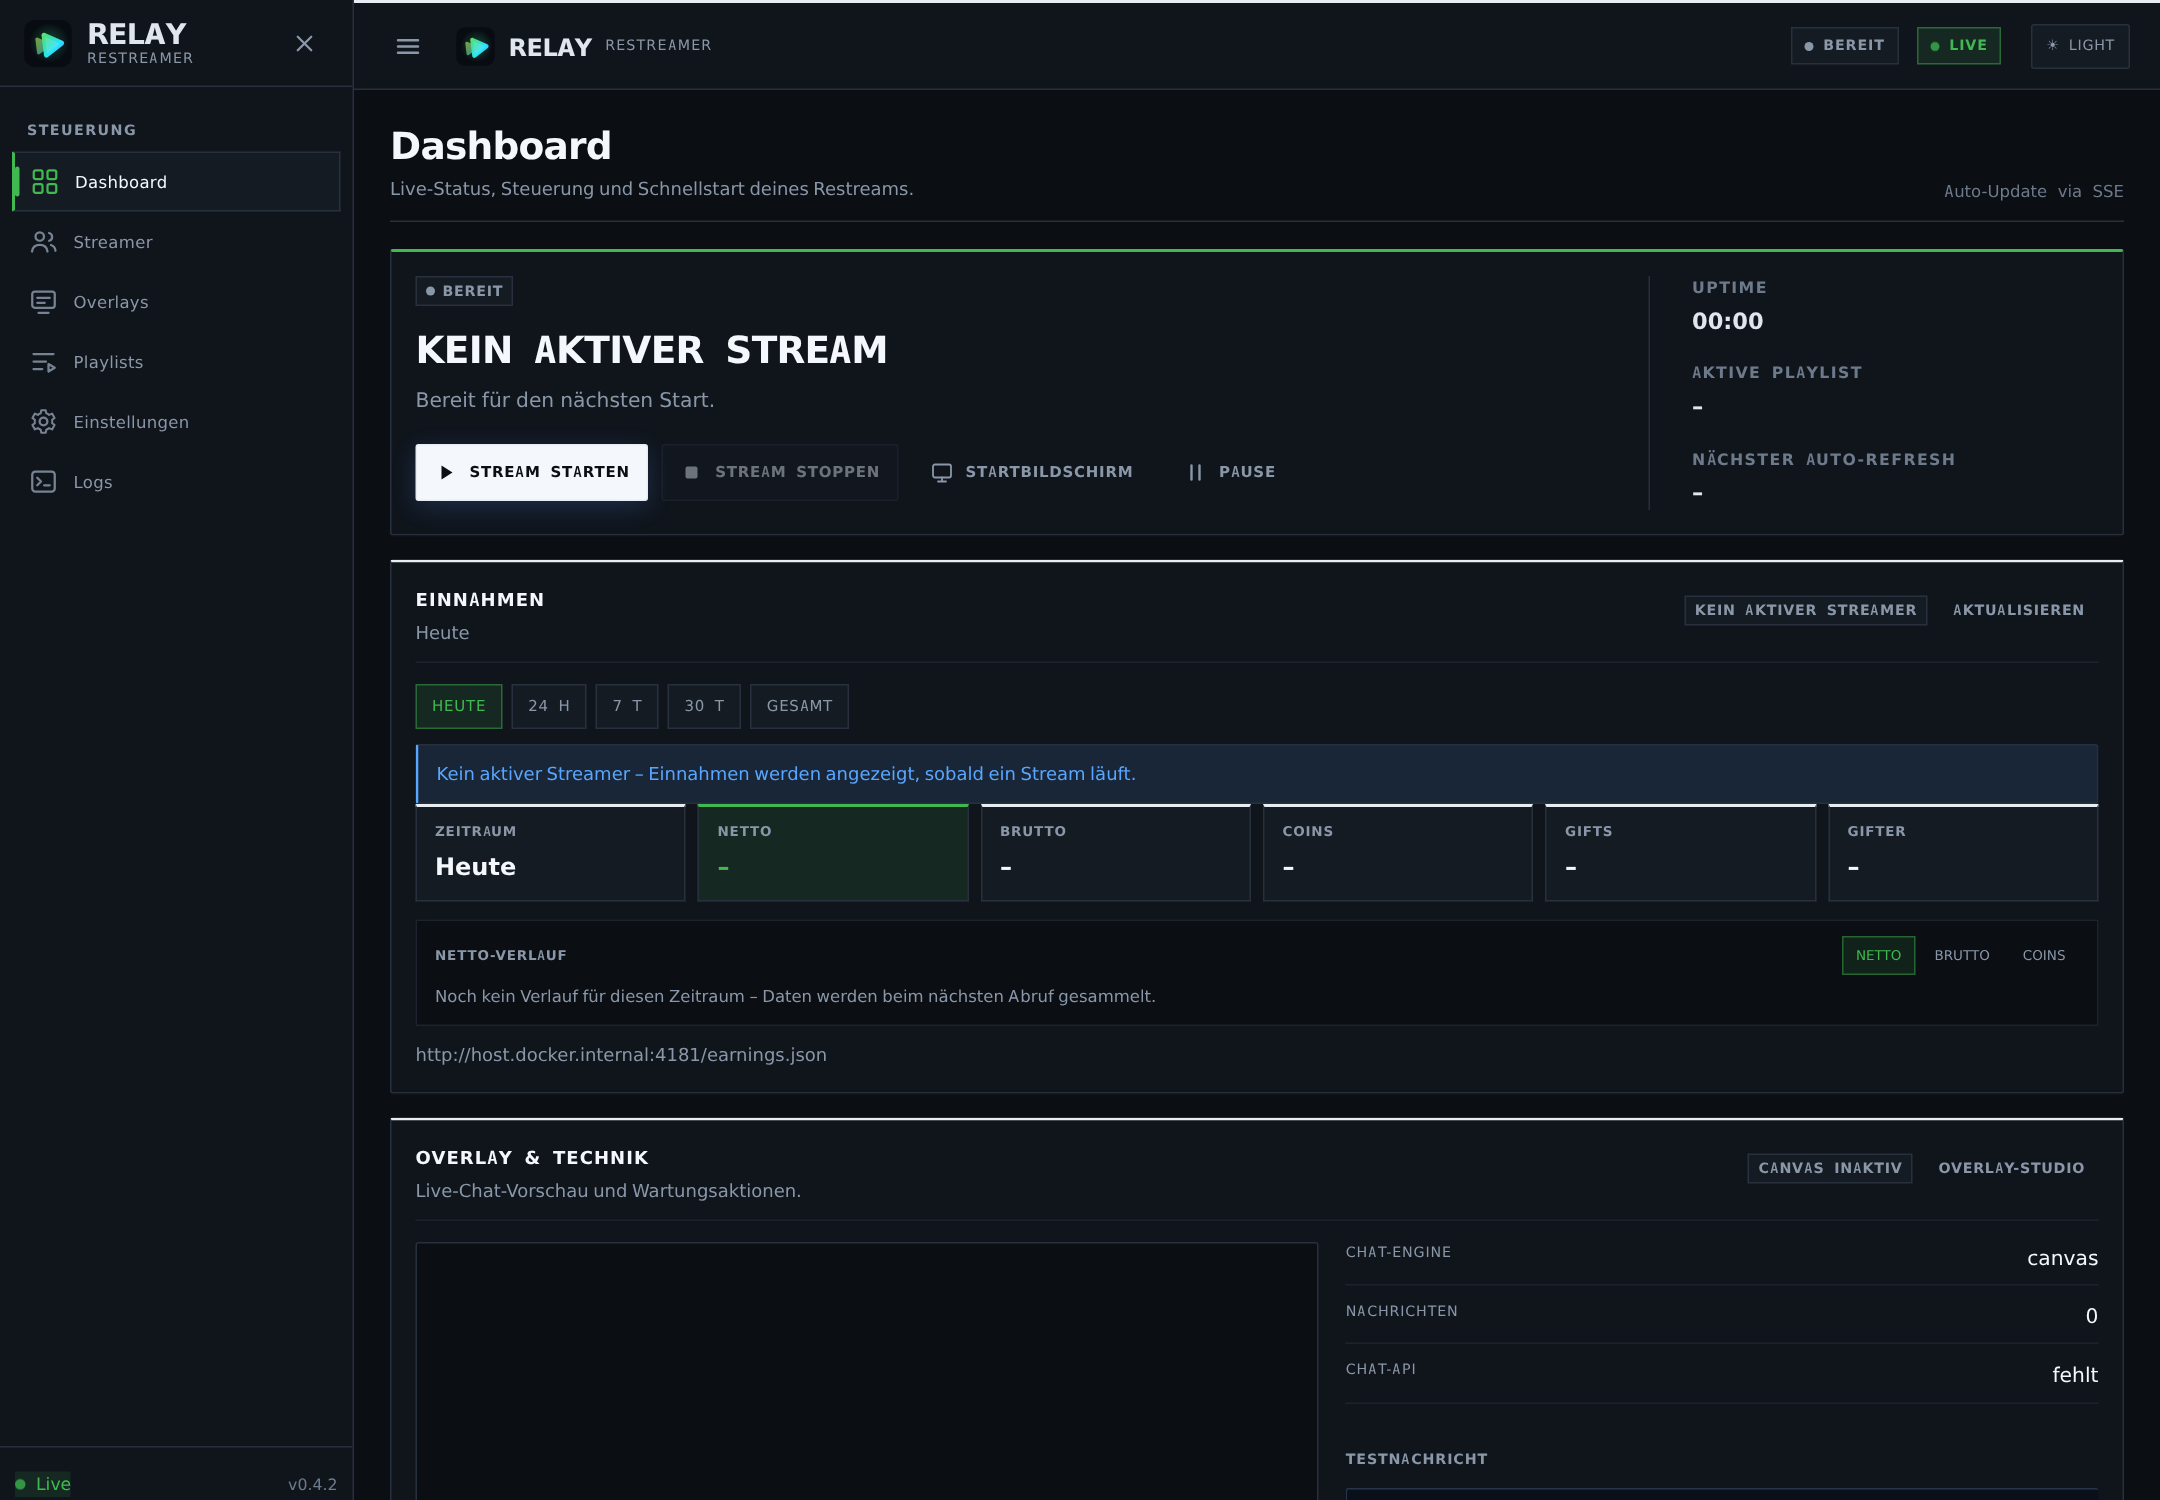 RELAY
RESTREAMER
STEUERUNG
Dashboard
Streamer
Overlays
Playlists
Einstellungen
Logs
Live
v0.4.2
RELAY RESTREAMER
BEREIT
LIVE
☀ LIGHT
Dashboard
Live-Status, Steuerung und Schnellstart deines Restreams.
Auto-Update via SSE
BEREIT
KEIN AKTIVER STREAM
Bereit für den nächsten Start.
STREAM STARTEN
STREAM STOPPEN
STARTBILDSCHIRM
PAUSE
UPTIME
00:00
AKTIVE PLAYLIST
–
NÄCHSTER AUTO-REFRESH
–
EINNAHMEN
Heute
KEIN AKTIVER STREAMER
AKTUALISIEREN
HEUTE
24 H
7 T
30 T
GESAMT
Kein aktiver Streamer – Einnahmen werden angezeigt, sobald ein Stream läuft.
ZEITRAUM
Heute
NETTO
–
BRUTTO
–
COINS
–
GIFTS
–
GIFTER
–
NETTO-VERLAUF
NETTO
BRUTTO
COINS
Noch kein Verlauf für diesen Zeitraum – Daten werden beim nächsten Abruf gesammelt.
http://host.docker.internal:4181/earnings.json
OVERLAY & TECHNIK
Live-Chat-Vorschau und Wartungsaktionen.
CANVAS INAKTIV
OVERLAY-STUDIO
CHAT-ENGINE
canvas
NACHRICHTEN
0
CHAT-API
fehlt
TESTNACHRICHT